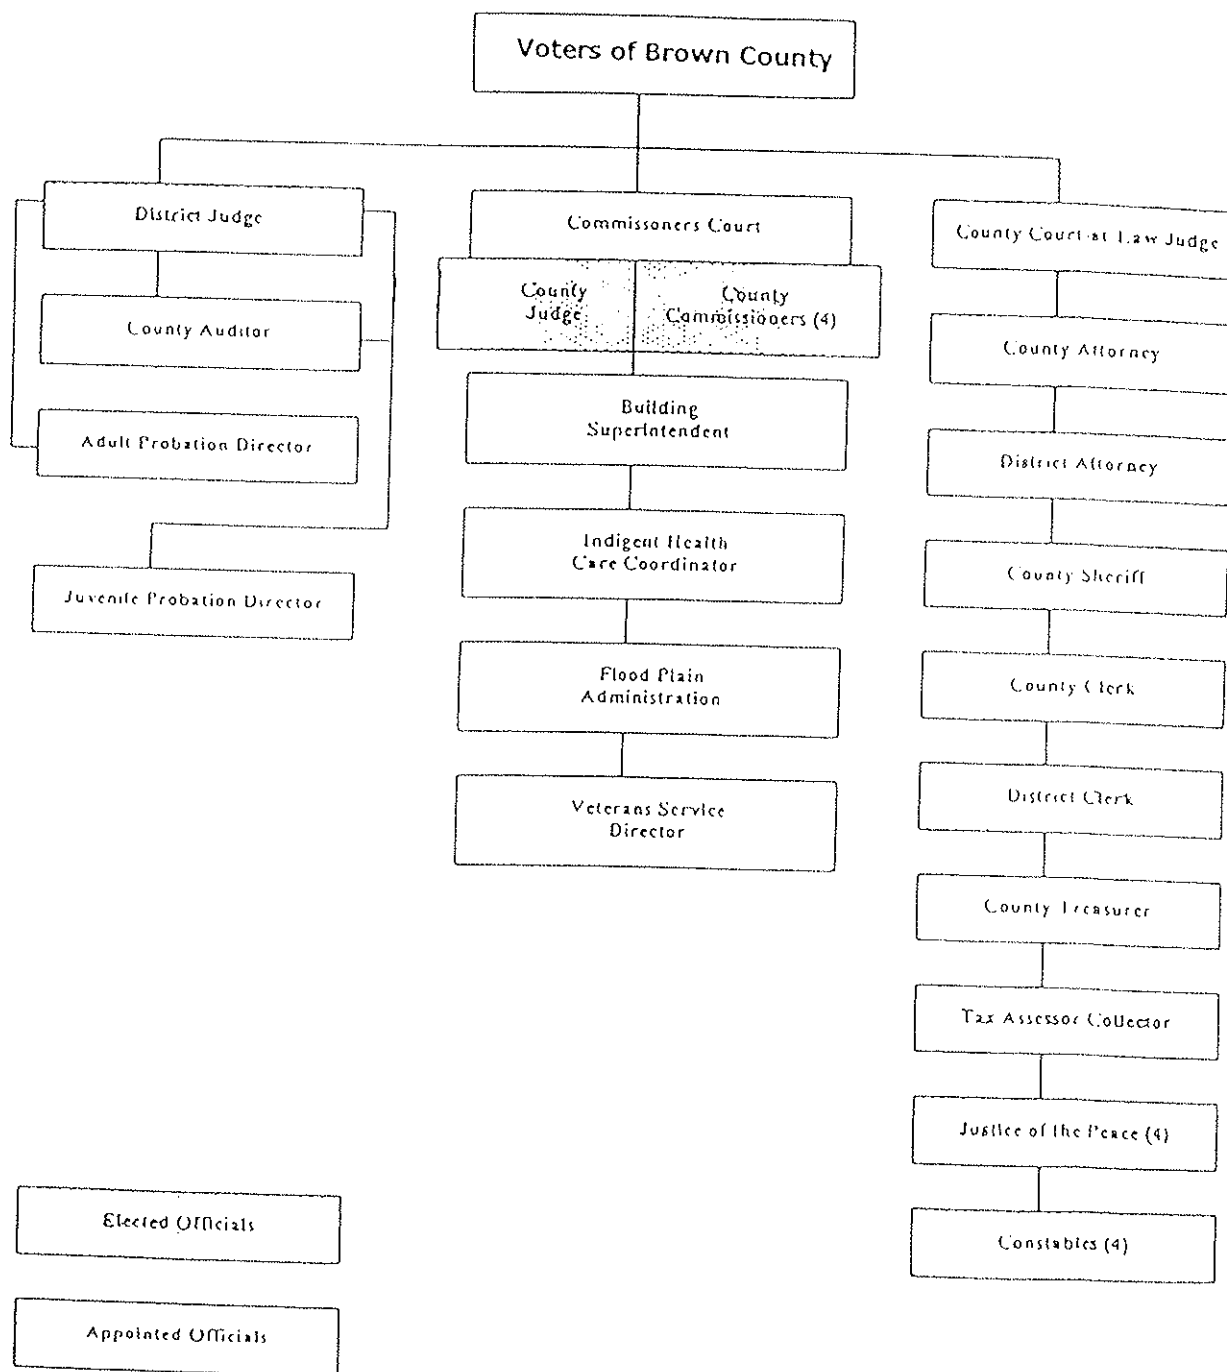 Voters of Brown County
District Judge
County Auditor
Adult Probation Director
Juvenile Probation Director
Commissoners Court
County
Judge
County
Commissioners (4)
Building
Superintendent
Indigent Health
Care Coordinator
Flood Plain
Administration
Veterans Service
Director
County Court at Law Judge
County Attorney
District Attorney
County Sheriff
County Clerk
District Clerk
County Treasurer
Tax Assessor Collector
Justice of the Peace (4)
Constables (4)
Elected Officials
Appointed Officials